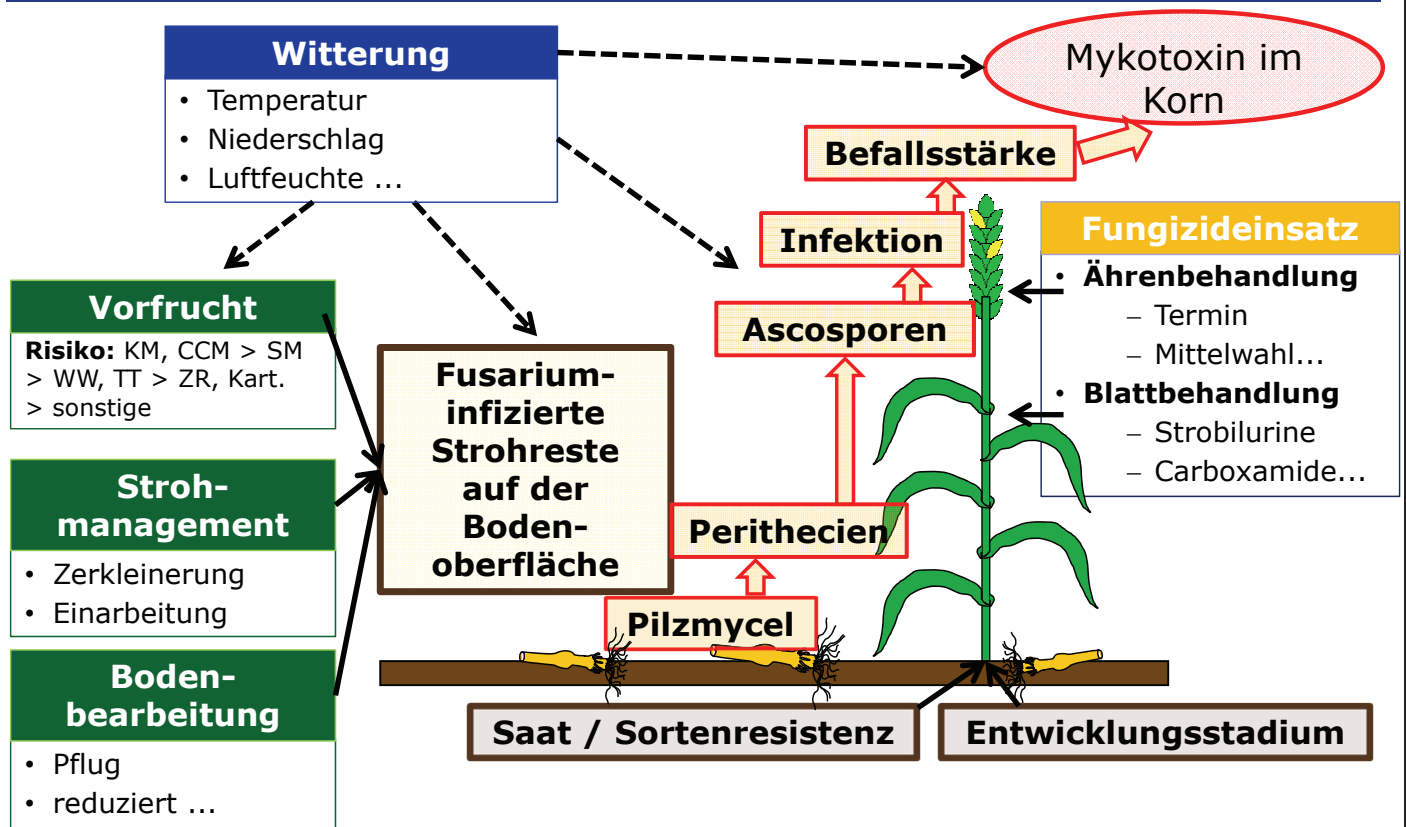 Witterung
• Temperatur
• Niederschlag
• Luftfeuchte ...
Mykotoxin im
Korn
Befallsstärke
Infektion
Ascosporen
Perithecien
Pilzmycel
Fungizideinsatz
• Ährenbehandlung
– Termin
– Mittelwahl...
• Blattbehandlung
– Strobilurine
– Carboxamide...
Vorfrucht
Risiko: KM, CCM > SM
> WW, TT > ZR, Kart.
> sonstige
Stroh-
management
• Zerkleinerung
• Einarbeitung
Boden-
bearbeitung
• Pflug
• reduziert ...
Fusarium-
infizierte
Strohreste
auf der
Boden-
oberfläche
Saat / Sortenresistenz
Entwicklungsstadium